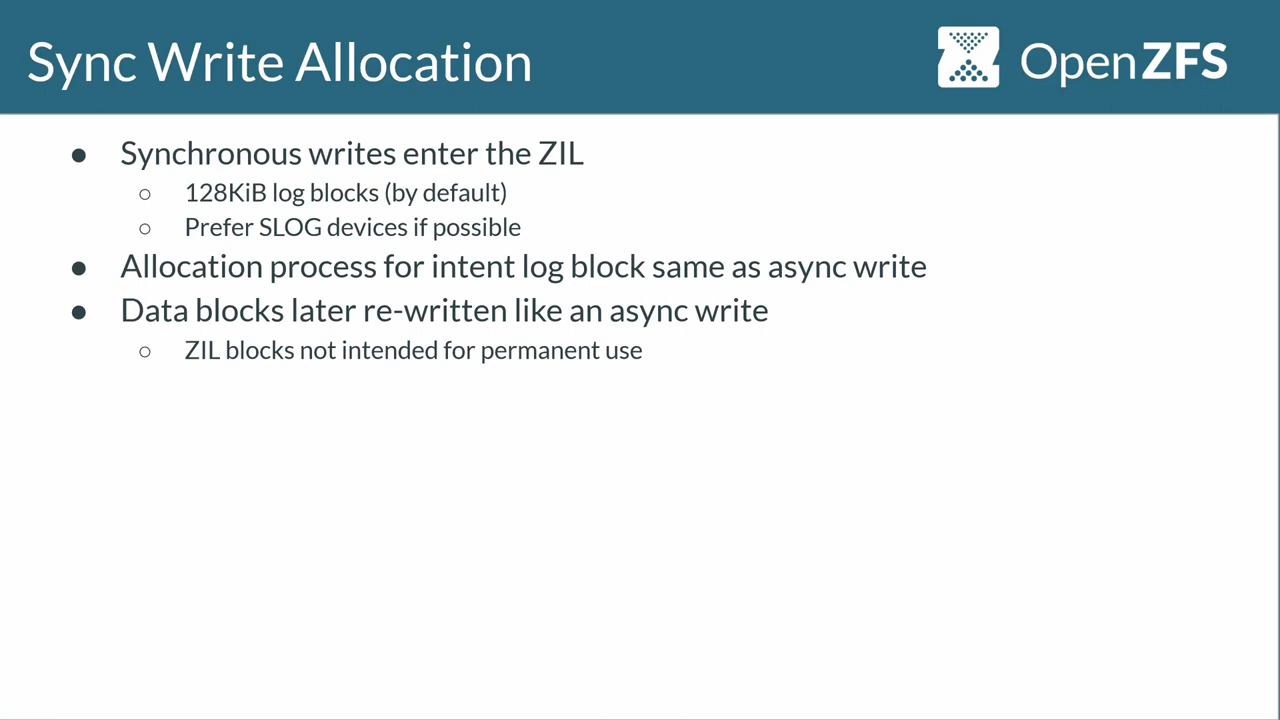 Sync Write Allocation
OpenZFS
● Synchronous writes enter the ZIL
○ 128KiB log blocks (by default)
○ Prefer SLOG devices if possible
● Allocation process for intent log block same as async write
● Data blocks later re-written like an async write
○ ZIL blocks not intended for permanent use